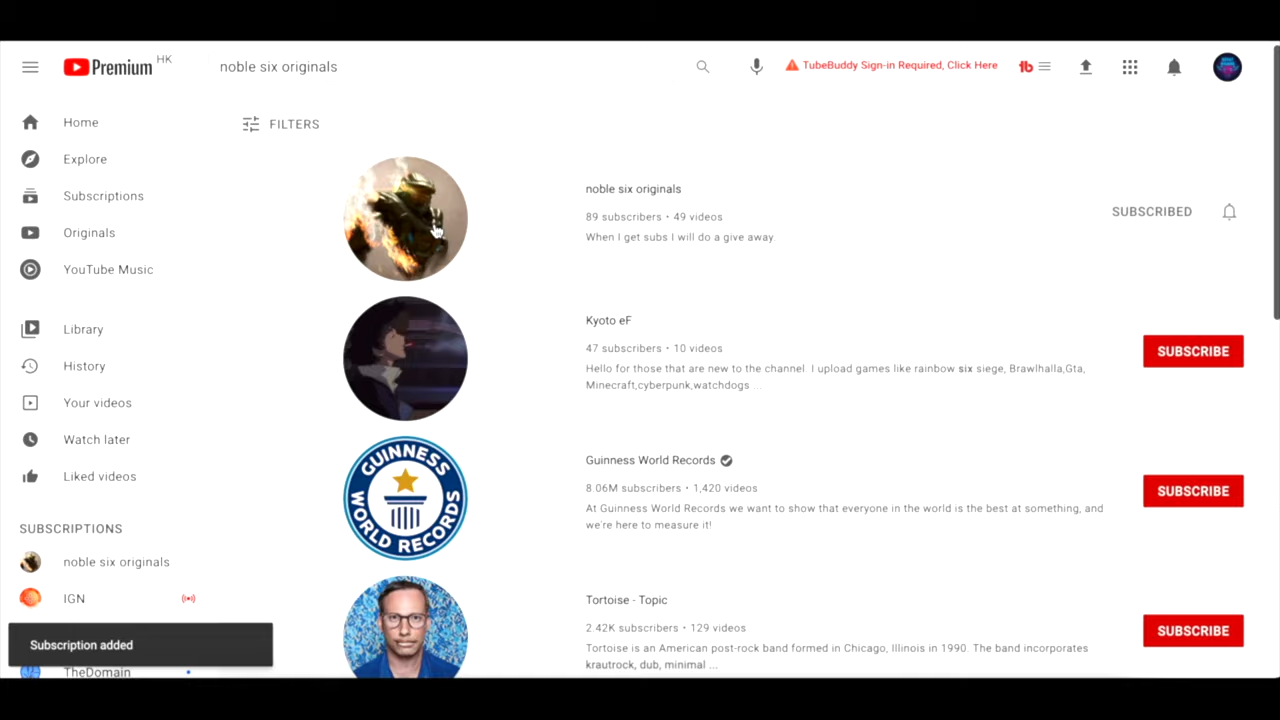 Premium HK
noble six originals
TubeBuddy Sign-in Required, Click Here
tb
Home
Explore
Subscriptions
Originals
YouTube Music
Library
History
Your videos
Watch later
Liked videos
SUBSCRIPTIONS
noble six originals
IGN
Subscription added
TheDomain
FILTERS
noble six originals
89 subscribers • 49 videos
When I get subs I will do a give away.
SUBSCRIBED
Kyoto eF
47 subscribers • 10 videos
Hello for those that are new to the channel. I upload games like rainbow six siege, Brawlhalla,Gta,
Minecraft,cyberpunk,watchdogs ...
SUBSCRIBE
GUINNESS
WORLD RECORDS
Guinness World Records
8.06M subscribers • 1,420 videos
At Guinness World Records we want to show that everyone in the world is the best at something, and
we're here to measure it!
SUBSCRIBE
Tortoise - Topic
2.42K subscribers • 129 videos
Tortoise is an American post-rock band formed in Chicago, Illinois in 1990. The band incorporates
krautrock, dub, minimal ...
SUBSCRIBE